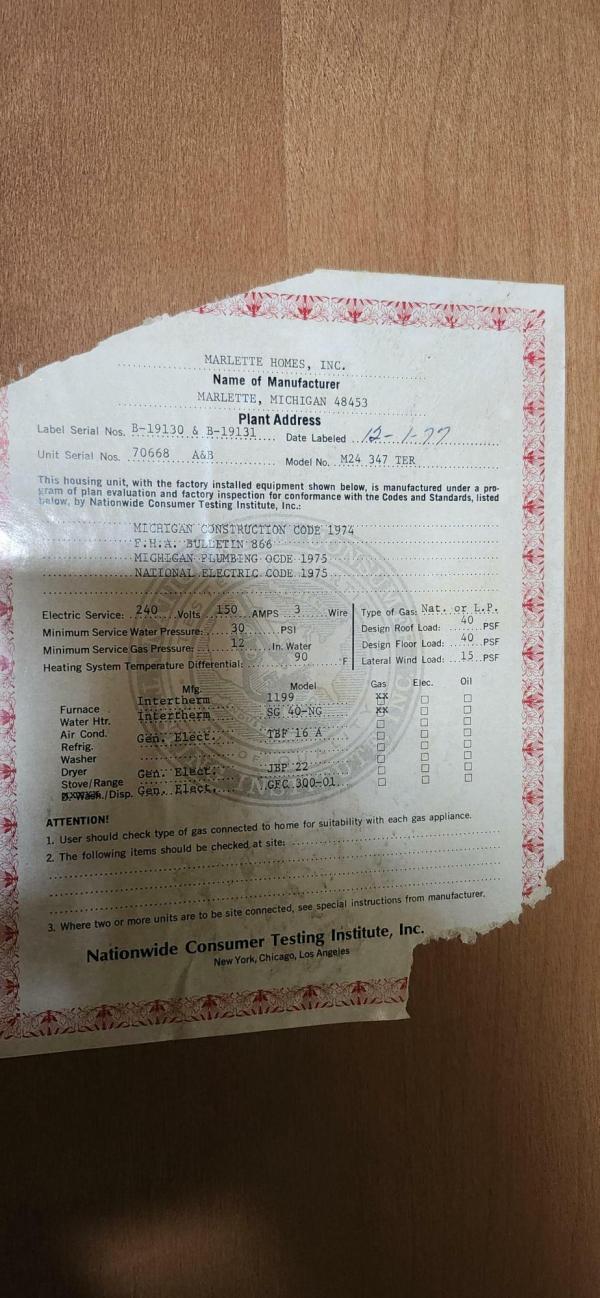 MARLETTE HOMES, INC.
Name of Manufacturer
MARLETTE, MICHIGAN 48453
Plant Address
Label Serial Nos. B-19130 & B-19131 Date Labeled 12-1-77
Unit Serial Nos. 70668 A&B Model No. M24 347 TER
This housing unit, with the factory installed equipment shown below, is manufactured under a pro-
gram of plan evaluation and factory inspection for conformance with the Codes and Standards, listed
below, by Nationwide Consumer Testing Institute, Inc.:
MICHIGAN CONSTRUCTION CODE 1974
F.H.A. BULLETIN 866
MICHIGAN PLUMBING OCDE 1975
NATIONAL ELECTRIC CODE 1975
Electric Service: 240 Volts 150 AMPS 3 Wire Type of Gas: Nat. or L.P.
Minimum Service Water Pressure: 30 PSI Design Roof Load: 40 PSF
Minimum Service Gas Pressure: 12 In. Water Design Floor Load: 40 PSF
Heating System Temperature Differential: 90 F Lateral Wind Load: 15 PSF
Mfg. Model Gas Elec. Oil
Furnace Intertherm 1199 xx
Water Htr. Intertherm SG 40-NG xx
Air Cond.
Refrig. Gen. Elect. TBF 16 A
Washer
Dryer
Stove/Range Gen. Elect. JBP 22
D. Wash./Disp. Gen. Elect. GFC 300-01
ATTENTION!
1. User should check type of gas connected to home for suitability with each gas appliance.
2. The following items should be checked at site:
3. Where two or more units are to be site connected, see special instructions from manufacturer.
Nationwide Consumer Testing Institute, Inc.
New York, Chicago, Los Angeles